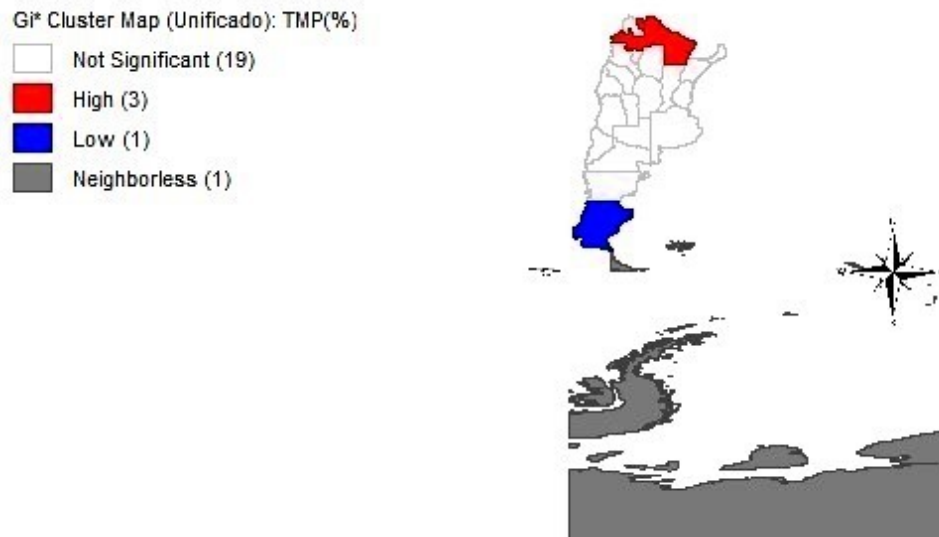 Gi* Cluster Map (Unificado): TMP(%)
Not Significant (19)
High (3)
Low (1)
Neighborless (1)